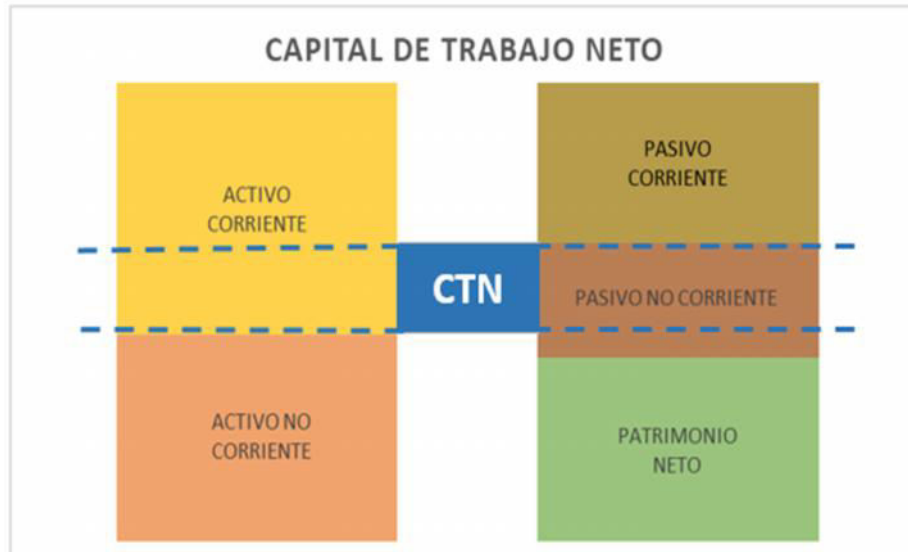 CAPITAL DE TRABAJO NETO
ACTIVO
CORRIENTE
PASIVO
CORRIENTE
CTN
PASIVO NO CORRIENTE
ACTIVO NO
CORRIENTE
PATRIMONIO
NETO